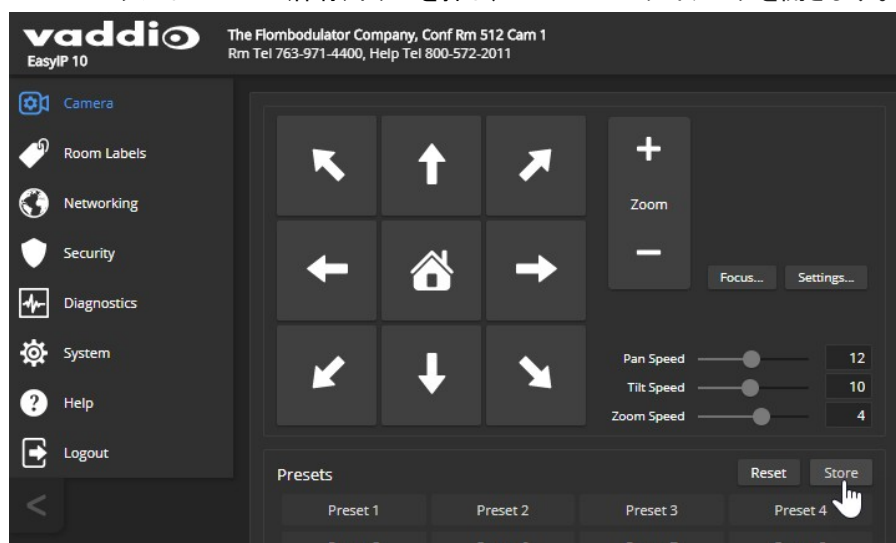 vaddio
EasyIP 10
The Flombodulator Company, Conf Rm 512 Cam 1
Rm Tel 763-971-4400, Help Tel 800-572-2011
Camera
Room Labels
Networking
Security
Diagnostics
System
Help
Logout
Zoom
Focus...
Settings...
Pan Speed 12
Tilt Speed 10
Zoom Speed 4
Presets
Reset
Store
Preset 1
Preset 2
Preset 3
Preset 4